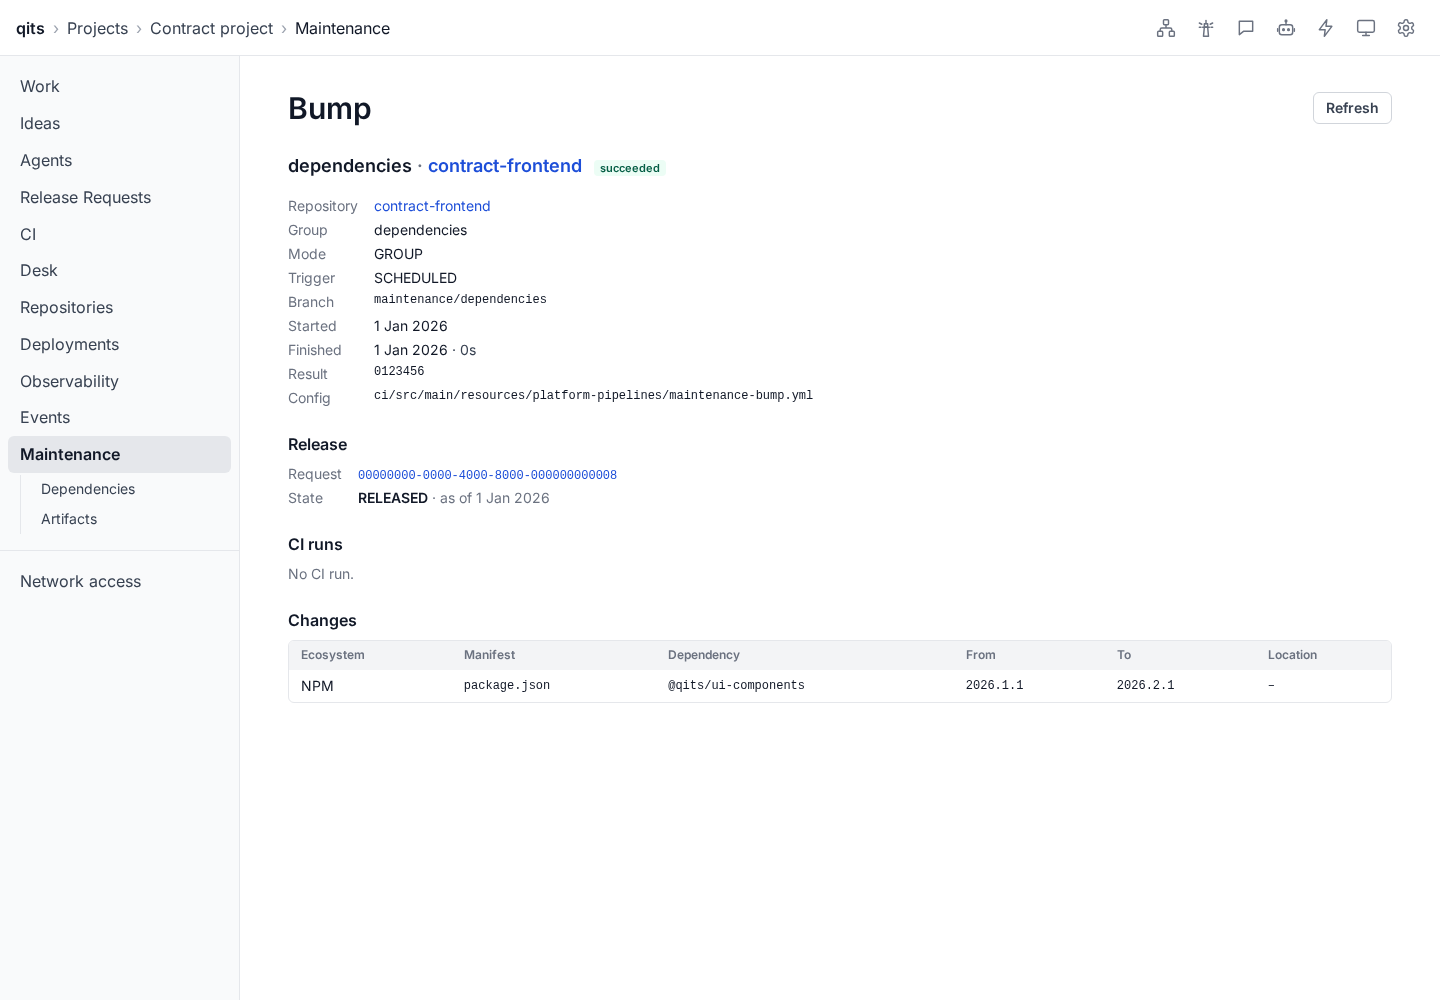 qits › Projects › Contract project › Maintenance
Work
Ideas
Agents
Release Requests
CI
Desk
Repositories
Deployments
Observability
Events
Maintenance
Dependencies
Artifacts
Network access
Bump
Refresh
dependencies · contract-frontend succeeded
Repository contract-frontend
Group dependencies
Mode GROUP
Trigger SCHEDULED
Branch maintenance/dependencies
Started 1 Jan 2026
Finished 1 Jan 2026 · 0s
Result 0123456
Config ci/src/main/resources/platform-pipelines/maintenance-bump.yml
Release
Request 00000000-0000-4000-8000-000000000008
State RELEASED · as of 1 Jan 2026
CI runs
No CI run.
Changes
Ecosystem Manifest Dependency From To Location
NPM package.json @qits/ui-components 2026.1.1 2026.2.1 –